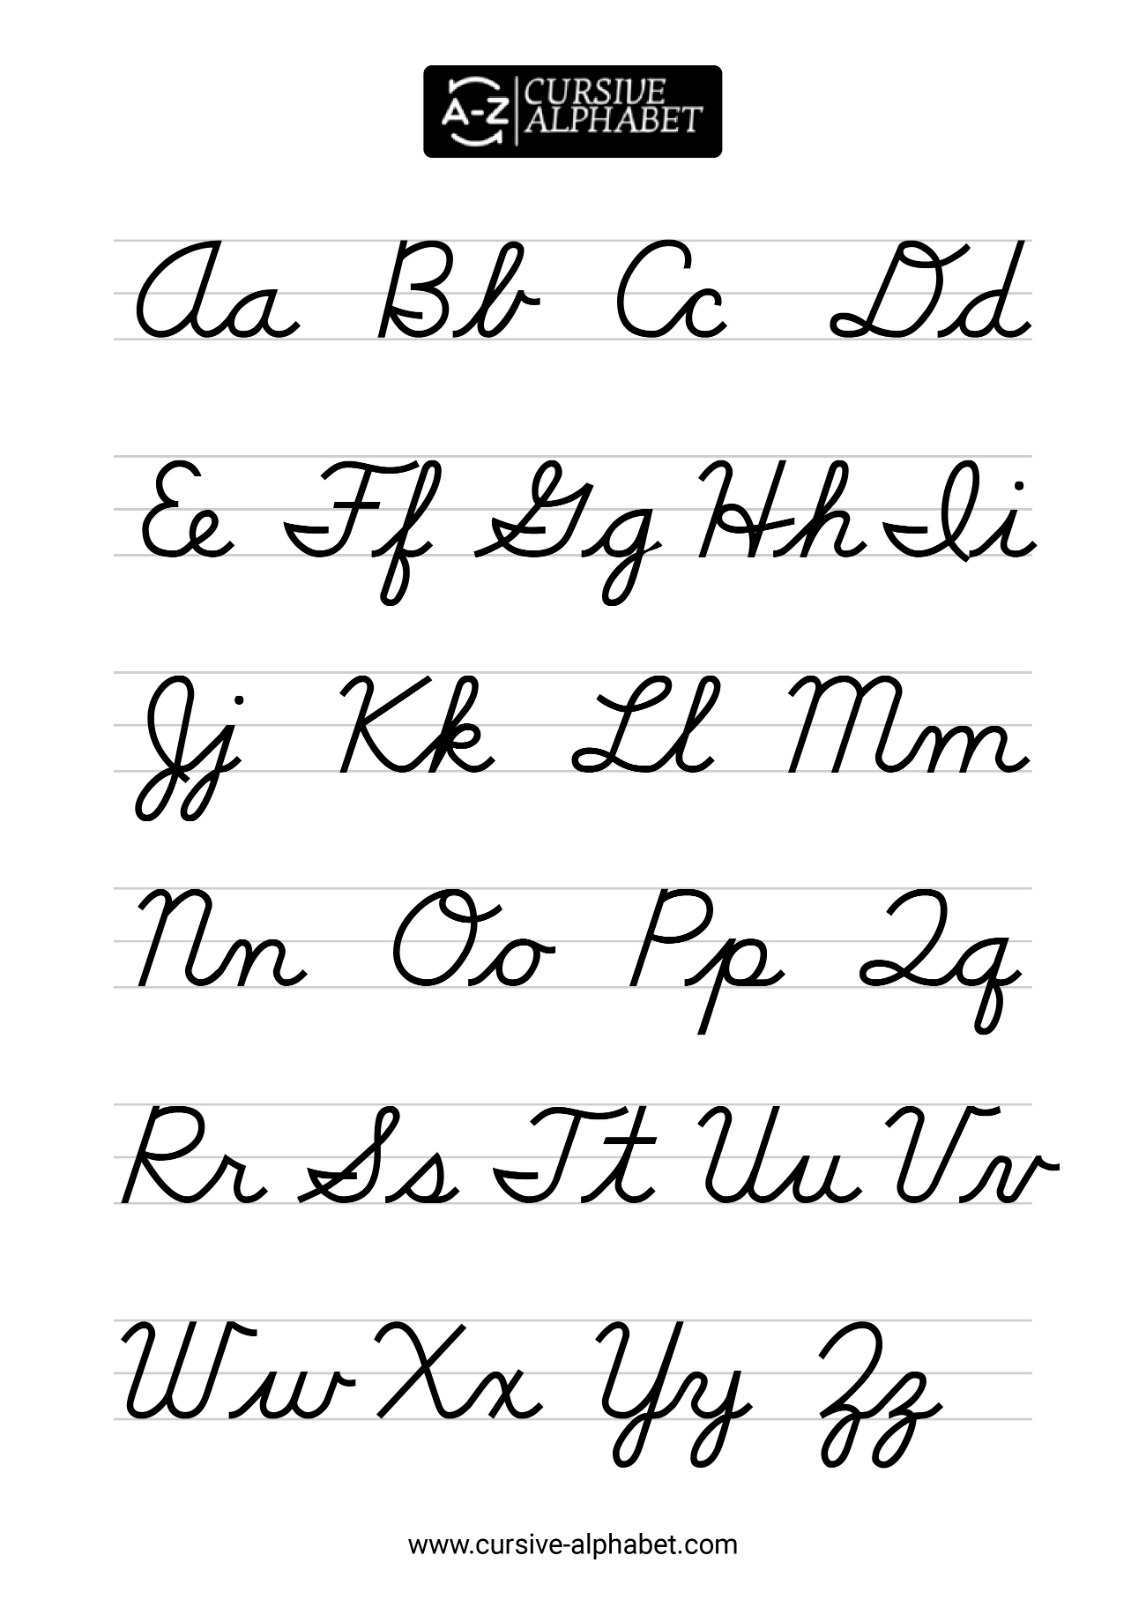 A-Z CURSIVE
ALPHABET
Aa Bb Cc Dd
Ee Ff Gg Hh Ii
Jj Kk Ll Mm
Nn Oo Pp Qq
Rr Ss Tt Uu Vv
Ww Xx Yy Zz
www.cursive-alphabet.com